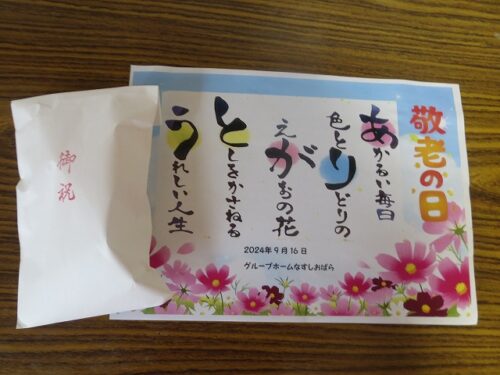 御祝
敬老の日
あかるい毎日
色とりどりの
えがおの花
としをかさねる
うれしい人生
2024年9月16日
グループホームなすしおばら